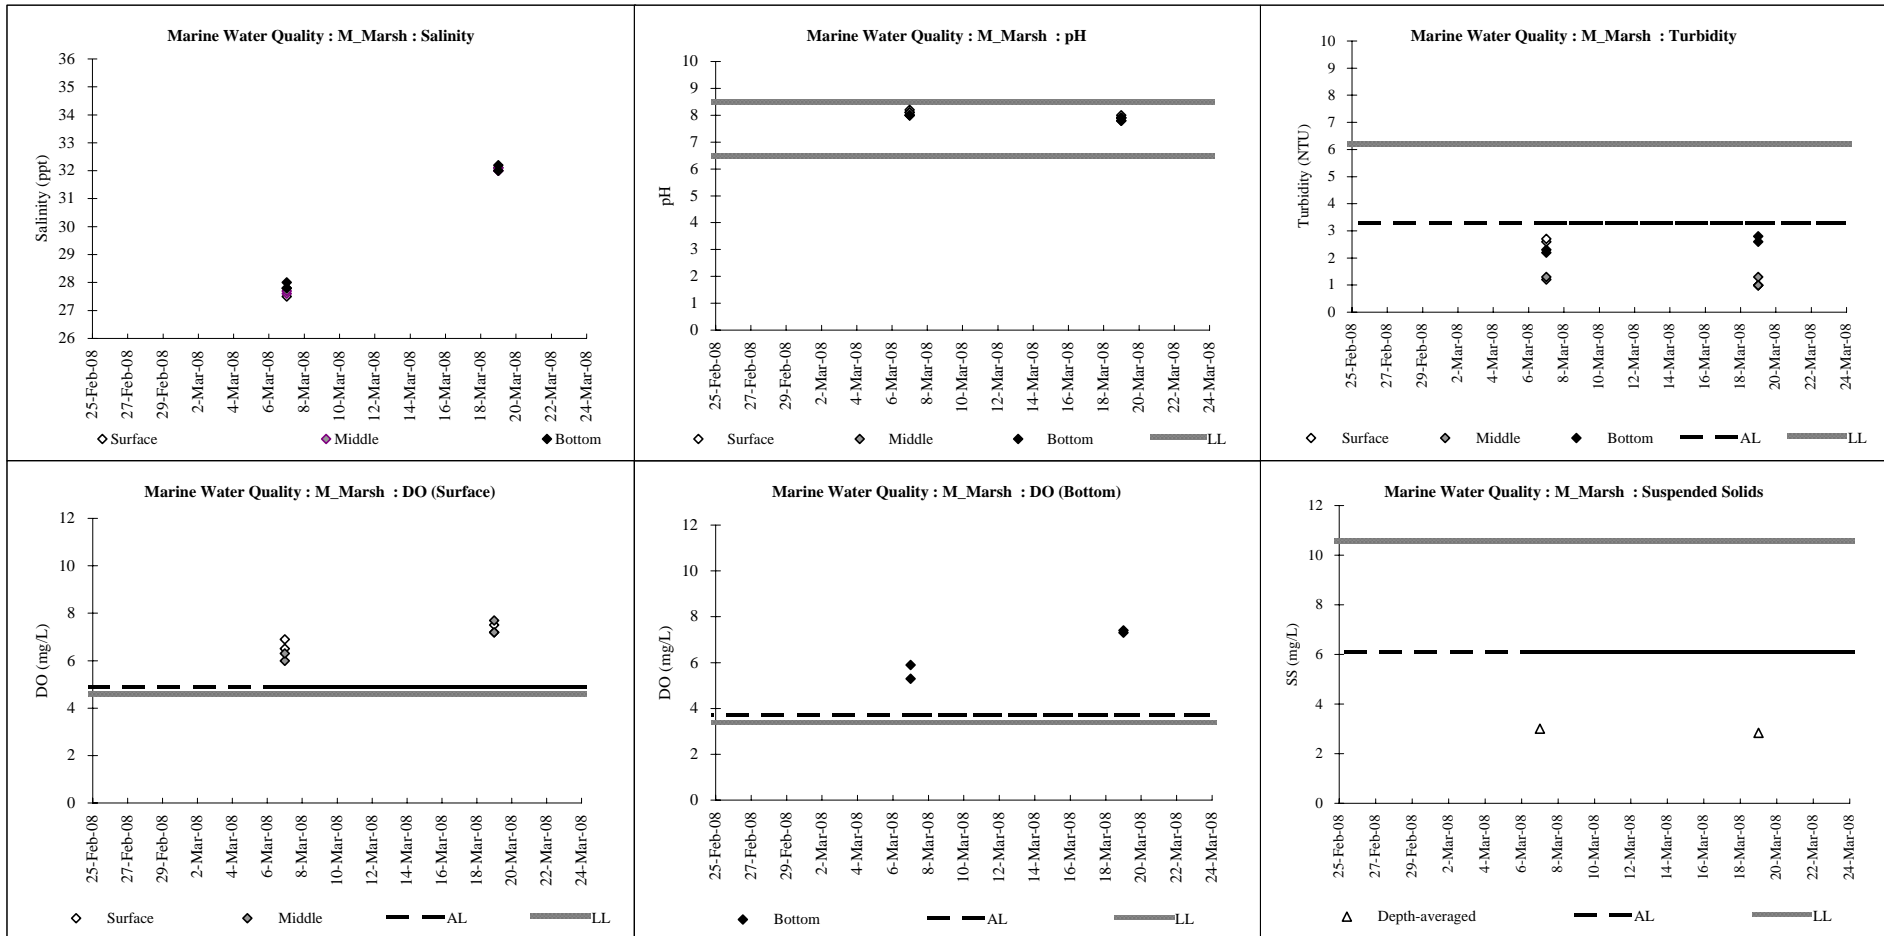 Marine Water Quality : M_Marsh : Salinity
36
35
34
33
32
31
30
29
28
27
26
Salinity (ppt)
25-Feb-08
27-Feb-08
29-Feb-08
2-Mar-08
4-Mar-08
6-Mar-08
8-Mar-08
10-Mar-08
12-Mar-08
14-Mar-08
16-Mar-08
18-Mar-08
20-Mar-08
22-Mar-08
24-Mar-08
Surface Middle Bottom
Marine Water Quality : M_Marsh : pH
10
9
8
7
6
5
4
3
2
1
0
pH
25-Feb-08
27-Feb-08
29-Feb-08
2-Mar-08
4-Mar-08
6-Mar-08
8-Mar-08
10-Mar-08
12-Mar-08
14-Mar-08
16-Mar-08
18-Mar-08
20-Mar-08
22-Mar-08
24-Mar-08
Surface Middle Bottom LL
Marine Water Quality : M_Marsh : Turbidity
10
9
8
7
6
5
4
3
2
1
0
Turbidity (NTU)
25-Feb-08
27-Feb-08
29-Feb-08
2-Mar-08
4-Mar-08
6-Mar-08
8-Mar-08
10-Mar-08
12-Mar-08
14-Mar-08
16-Mar-08
18-Mar-08
20-Mar-08
22-Mar-08
24-Mar-08
Surface Middle Bottom AL LL
Marine Water Quality : M_Marsh : DO (Surface)
12
10
8
6
4
2
0
DO (mg/L)
25-Feb-08
27-Feb-08
29-Feb-08
2-Mar-08
4-Mar-08
6-Mar-08
8-Mar-08
10-Mar-08
12-Mar-08
14-Mar-08
16-Mar-08
18-Mar-08
20-Mar-08
22-Mar-08
24-Mar-08
Surface Middle AL LL
Marine Water Quality : M_Marsh : DO (Bottom)
12
10
8
6
4
2
0
DO (mg/L)
25-Feb-08
27-Feb-08
29-Feb-08
2-Mar-08
4-Mar-08
6-Mar-08
8-Mar-08
10-Mar-08
12-Mar-08
14-Mar-08
16-Mar-08
18-Mar-08
20-Mar-08
22-Mar-08
24-Mar-08
Bottom AL LL
Marine Water Quality : M_Marsh : Suspended Solids
12
10
8
6
4
2
0
SS (mg/L)
25-Feb-08
27-Feb-08
29-Feb-08
2-Mar-08
4-Mar-08
6-Mar-08
8-Mar-08
10-Mar-08
12-Mar-08
14-Mar-08
16-Mar-08
18-Mar-08
20-Mar-08
22-Mar-08
24-Mar-08
Depth-averaged AL LL